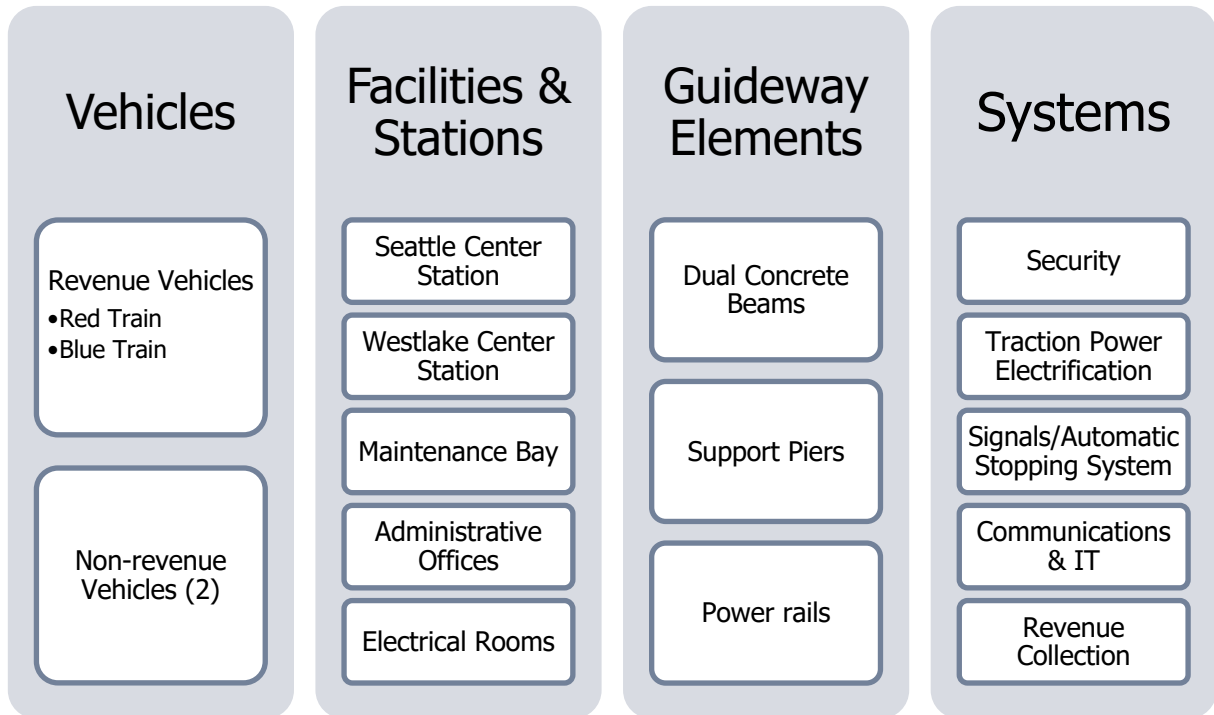 Vehicles
Revenue Vehicles
•Red Train
•Blue Train
Non-revenue
Vehicles (2)
Facilities &
Stations
Seattle Center
Station
Westlake Center
Station
Maintenance Bay
Administrative
Offices
Electrical Rooms
Guideway
Elements
Dual Concrete
Beams
Support Piers
Power rails
Systems
Security
Traction Power
Electrification
Signals/Automatic
Stopping System
Communications
& IT
Revenue
Collection